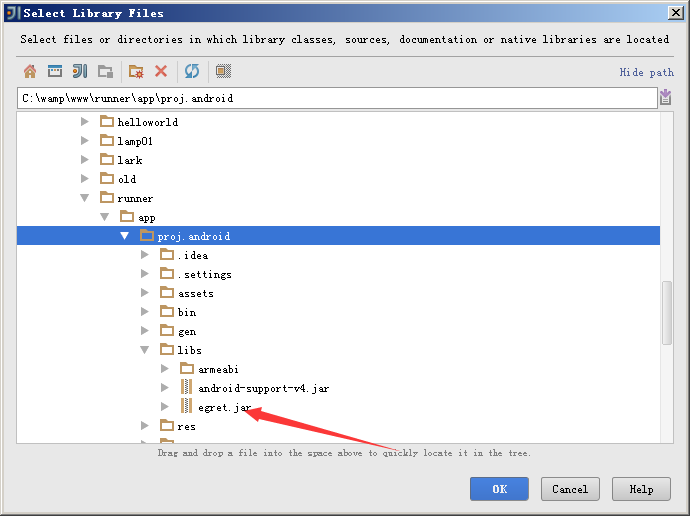 Select Library Files
Select files or directories in which library classes, sources, documentation or native libraries are located
Hide path
C:\wamp\www\runner\app\proj.android
helloworld
lamp01
lark
old
runner
app
proj.android
.idea
.settings
assets
bin
gen
libs
armeabi
android-support-v4.jar
egret.jar
res
Drag and drop a file into the space above to quickly locate it in the tree.
OK
Cancel
Help